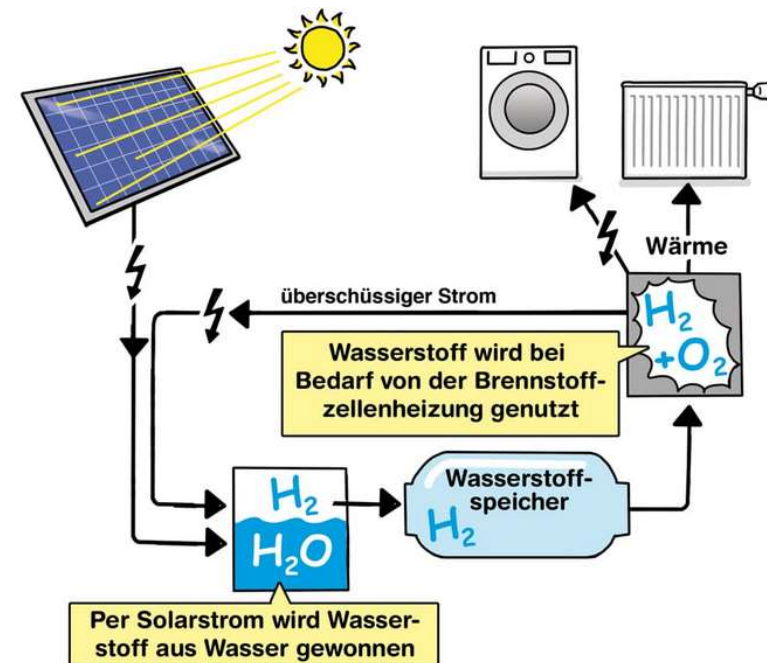 Wärme
überschüssiger Strom
H₂
+O₂
Wasserstoff wird bei
Bedarf von der Brennstoff-
zellenheizung genutzt
Wasserstoff-
speicher
H₂
H₂
H₂O
Per Solarstrom wird Wasser-
stoff aus Wasser gewonnen